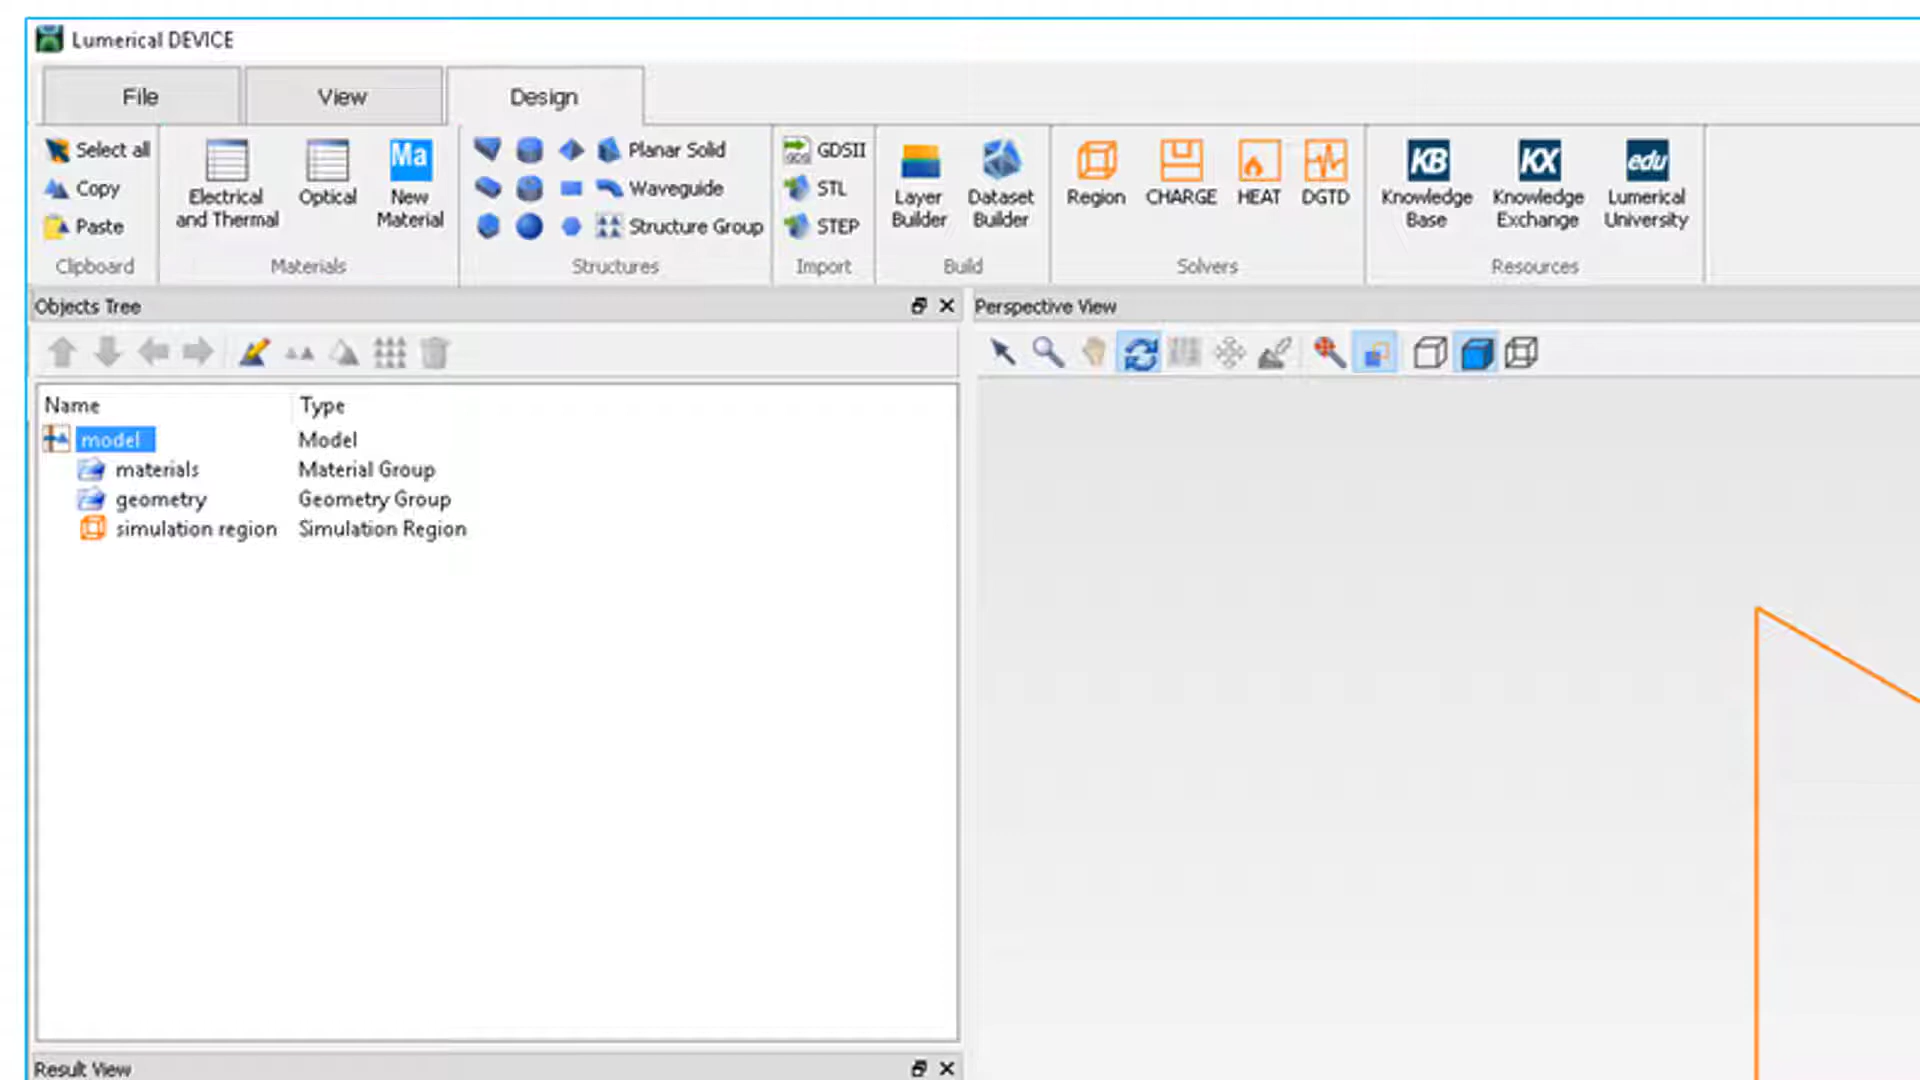 Lumerical DEVICE
File View Design
Select all
Copy
Paste
Clipboard
Electrical
and Thermal
Optical
Ma
New
Material
Materials
Planar Solid
Waveguide
Structure Group
Structures
GDSII
STL
STEP
Import
Layer
Builder
Dataset
Builder
Build
Region
CHARGE
HEAT
DGTD
Solvers
KB
Knowledge
Base
KX
Knowledge
Exchange
edu
Lumerical
University
Resources
Objects Tree
Perspective View
Name Type
model Model
materials Material Group
geometry Geometry Group
simulation region Simulation Region
Result View